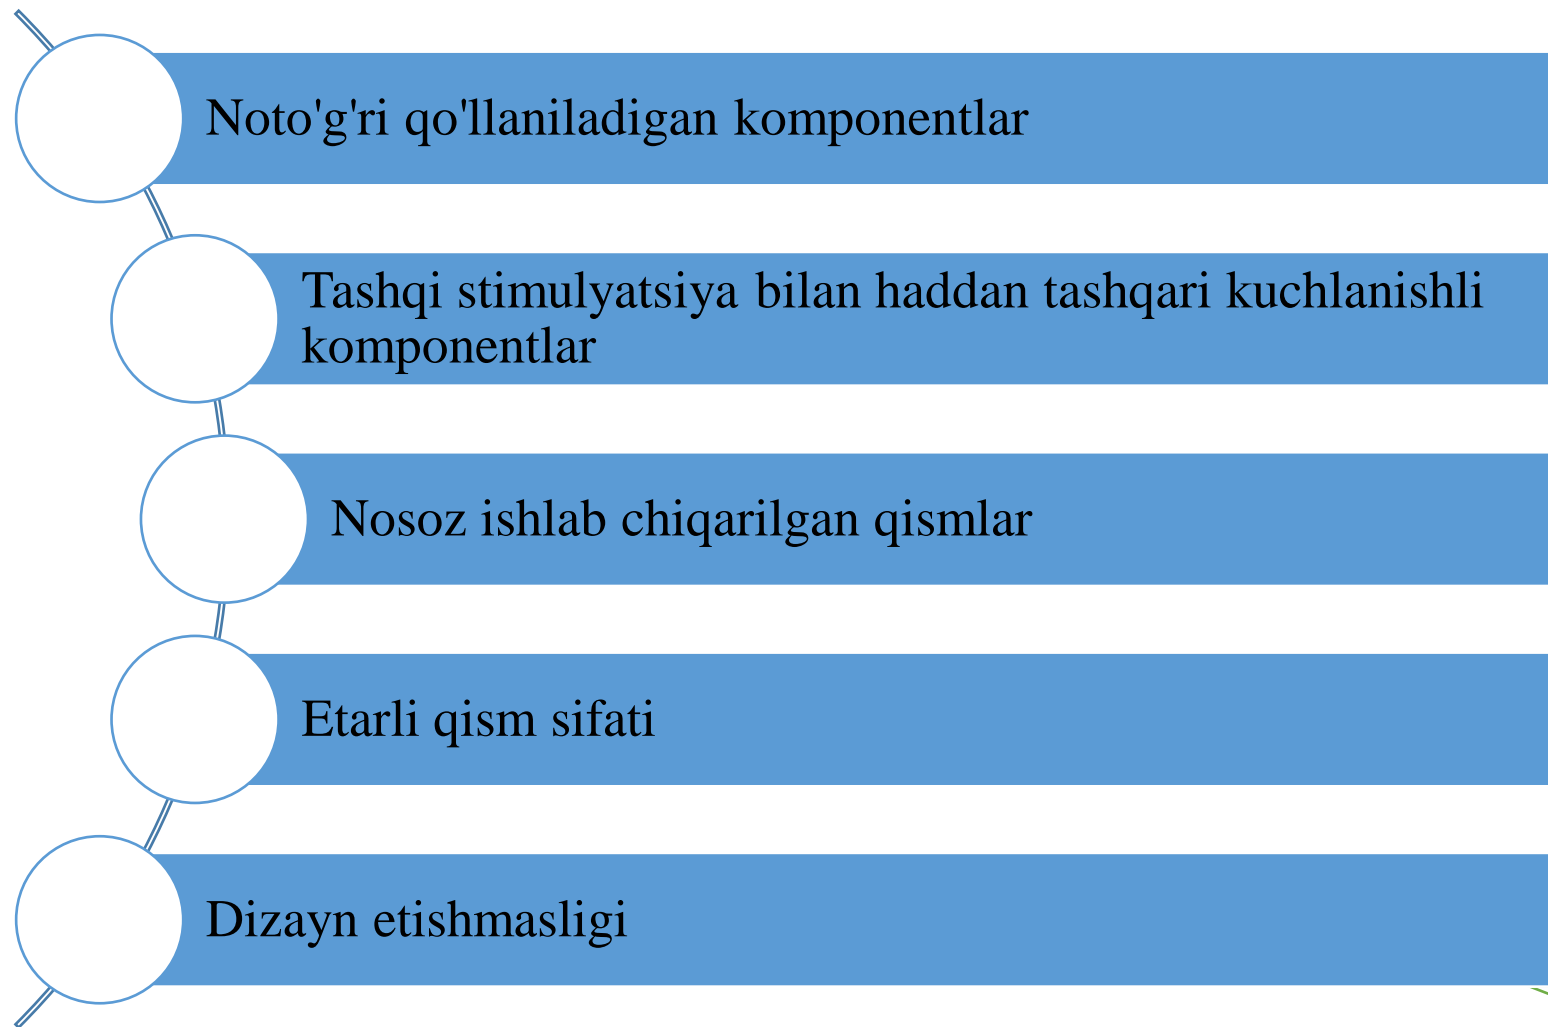 Noto'g'ri qo'llaniladigan komponentlar
Tashqi stimulyatsiya bilan haddan tashqari kuchlanishli
komponentlar
Nosoz ishlab chiqarilgan qismlar
Etarli qism sifati
Dizayn etishmasligi